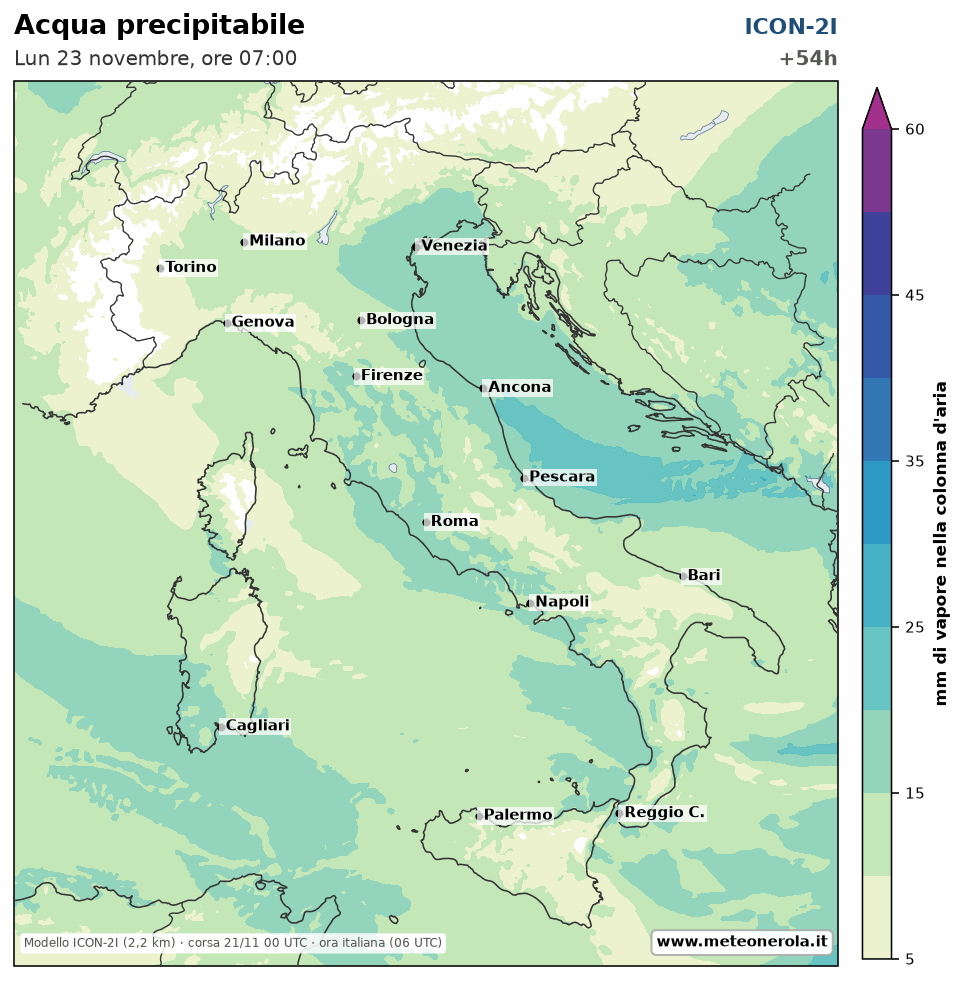 Acqua precipitabile
ICON-2I
Lun 23 novembre, ore 07:00
+54h
60
Milano
Venezia
Torino
45
Genova
Bologna
Firenze
Ancona
35
Pescara
Roma
Bari
Napoli
25
mm di vapore nella colonna d'aria
Cagliari
15
Palermo
Reggio C.
Modello ICON-2I (2,2 km) · corsa 21/11 00 UTC · ora italiana (06 UTC)
www.meteonerola.it
5